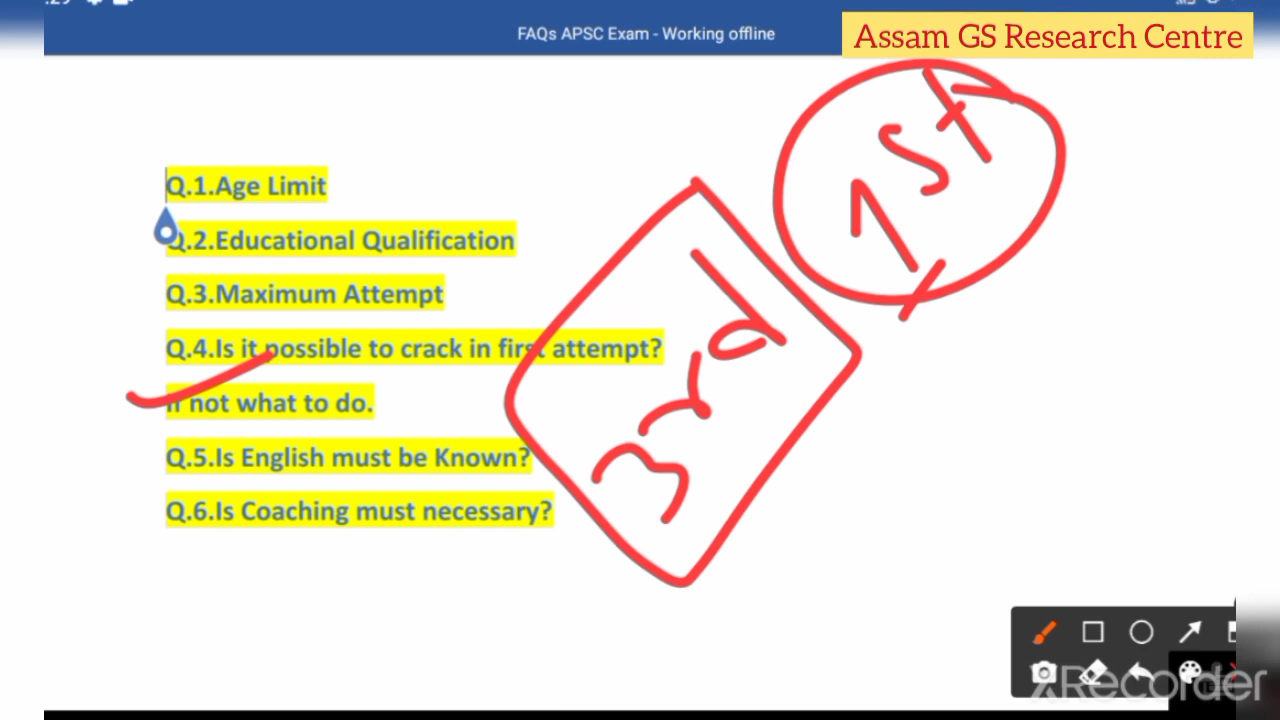 FAQs APSC Exam - Working offline
Assam GS Research Centre
1st
Q.1.Age Limit
Q.2.Educational Qualification
Q.3.Maximum Attempt
Q.4.Is it possible to crack in first attempt?
If not what to do.
3rd
Q.5.Is English must be Known?
Q.6.Is Coaching must necessary?
XRecorder